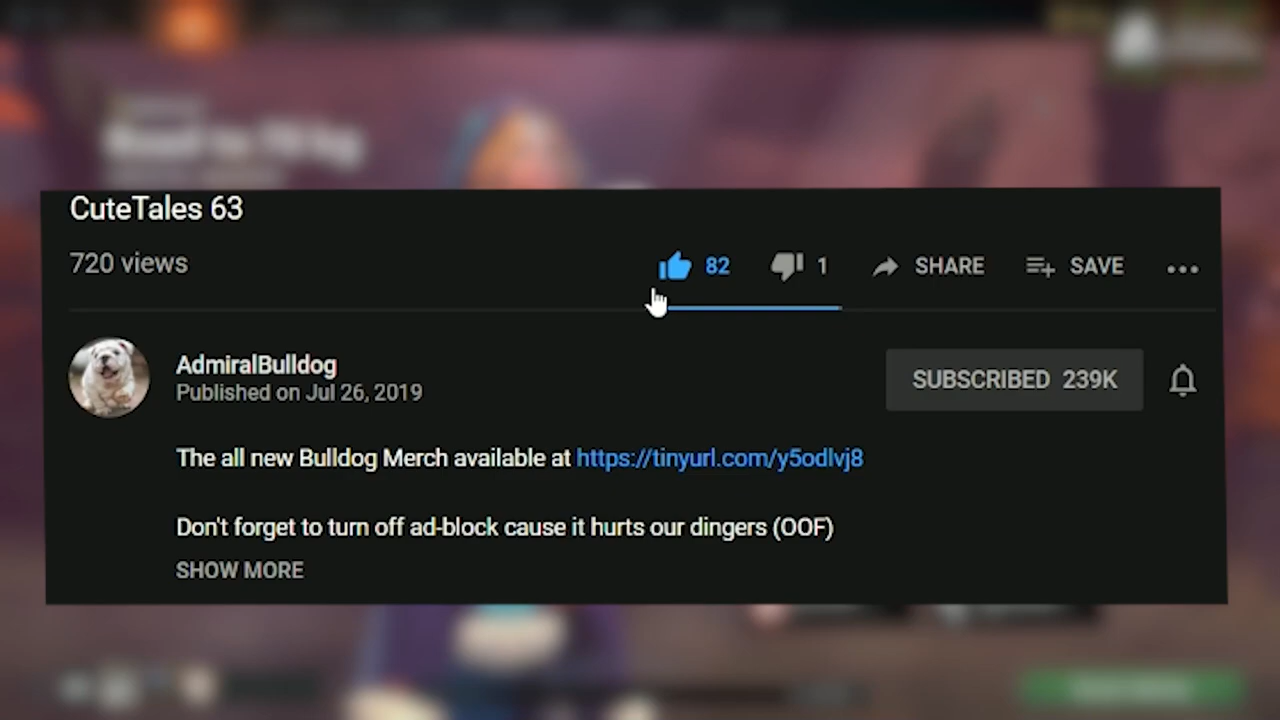 CuteTales 63
720 views
82 1 SHARE SAVE
AdmiralBulldog
Published on Jul 26, 2019
SUBSCRIBED 239K
The all new Bulldog Merch available at https://tinyurl.com/y5odlvj8
Don't forget to turn off ad-block cause it hurts our dingers (OOF)
SHOW MORE